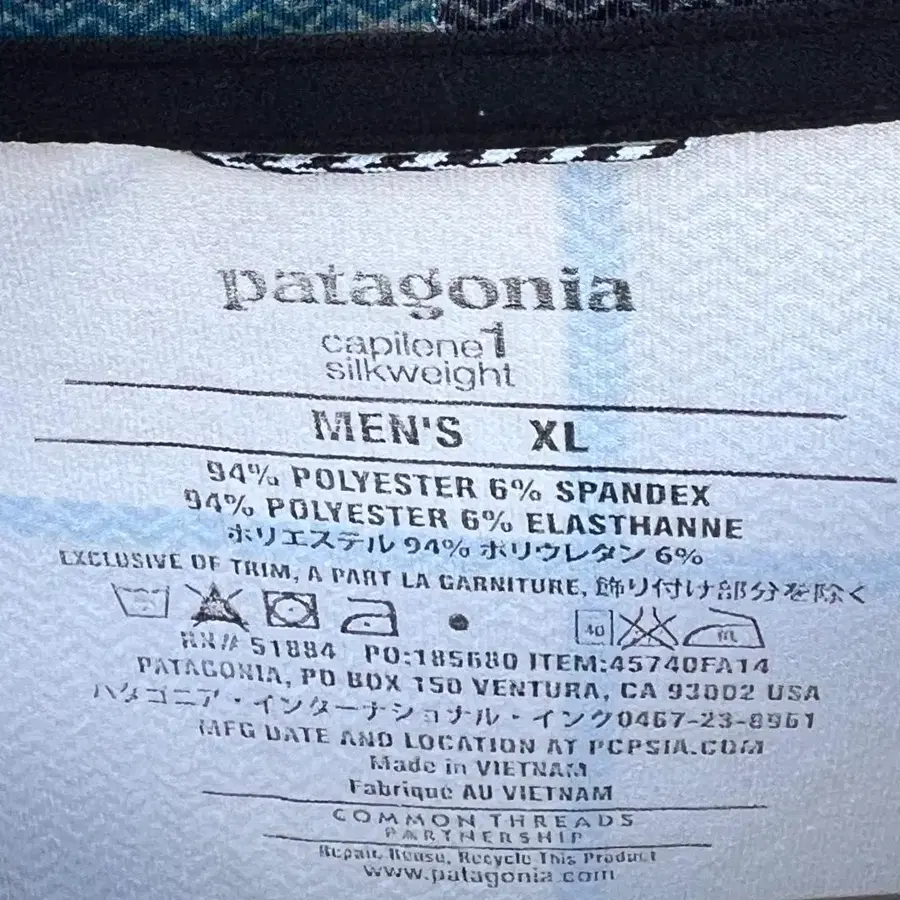 patagonia
capilene 1
silkweight
MEN'S XL
94% POLYESTER 6% SPANDEX
94% POLYESTER 6% ELASTHANNE
ポリエステル 94% ポリウレタン 6%
EXCLUSIVE OF TRIM, A PART LA GARNITURE, 飾り付け部分を除く
40
RN# 51884 PO:185680 ITEM:45740FA14
PATAGONIA, PO BOX 150 VENTURA, CA 93002 USA
パタゴニア・インターナショナル・インク0467-23-8961
MFG DATE AND LOCATION AT PCPSIA.COM
Made in VIETNAM
Fabrique AU VIETNAM
COMMON THREADS
PARTNERSHIP
Repair, Reuse, Recycle This Product
www.patagonia.com